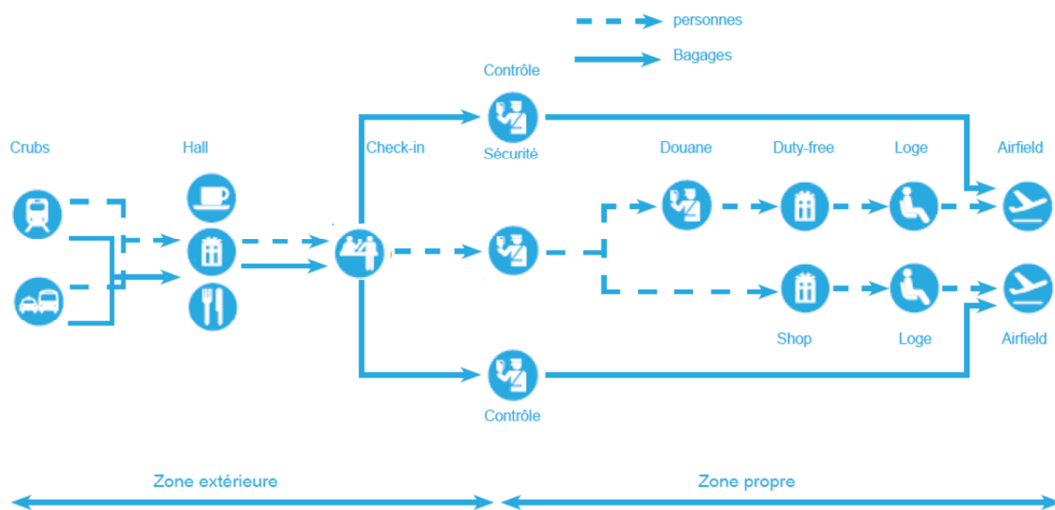 personnes
Bagages
Contrôle
Sécurité
Crubs
Hall
Check-in
Douane
Duty-free
Loge
Airfield
Shop
Loge
Airfield
Contrôle
Zone extérieure
Zone propre